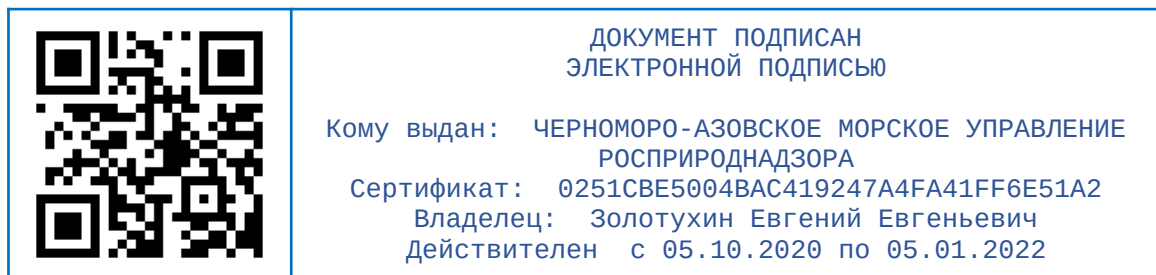 ДОКУМЕНТ ПОДПИСАН
ЭЛЕКТРОННОЙ ПОДПИСЬЮ
Кому выдан: ЧЕРНОМОРО-АЗОВСКОЕ МОРСКОЕ УПРАВЛЕНИЕ
РОСПРИРОДНАДЗОРА
Сертификат: 0251CBE5004BAC419247A4FA41FF6E51A2
Владелец: Золотухин Евгений Евгеньевич
Действителен с 05.10.2020 по 05.01.2022